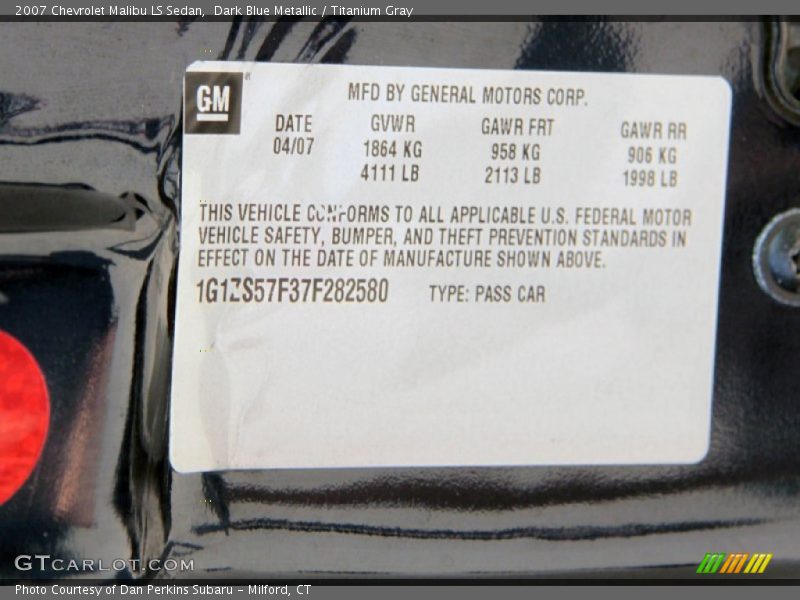 2007 Chevrolet Malibu LS Sedan, Dark Blue Metallic / Titanium Gray
GM
MFD BY GENERAL MOTORS CORP.
DATE GVWR GAWR FRT GAWR RR
04/07 1864 KG 958 KG 906 KG
4111 LB 2113 LB 1998 LB
THIS VEHICLE CONFORMS TO ALL APPLICABLE U.S. FEDERAL MOTOR
VEHICLE SAFETY, BUMPER, AND THEFT PREVENTION STANDARDS IN
EFFECT ON THE DATE OF MANUFACTURE SHOWN ABOVE.
1G1ZS57F37F282580 TYPE: PASS CAR
GTCARLOT.COM
Photo Courtesy of Dan Perkins Subaru - Milford, CT